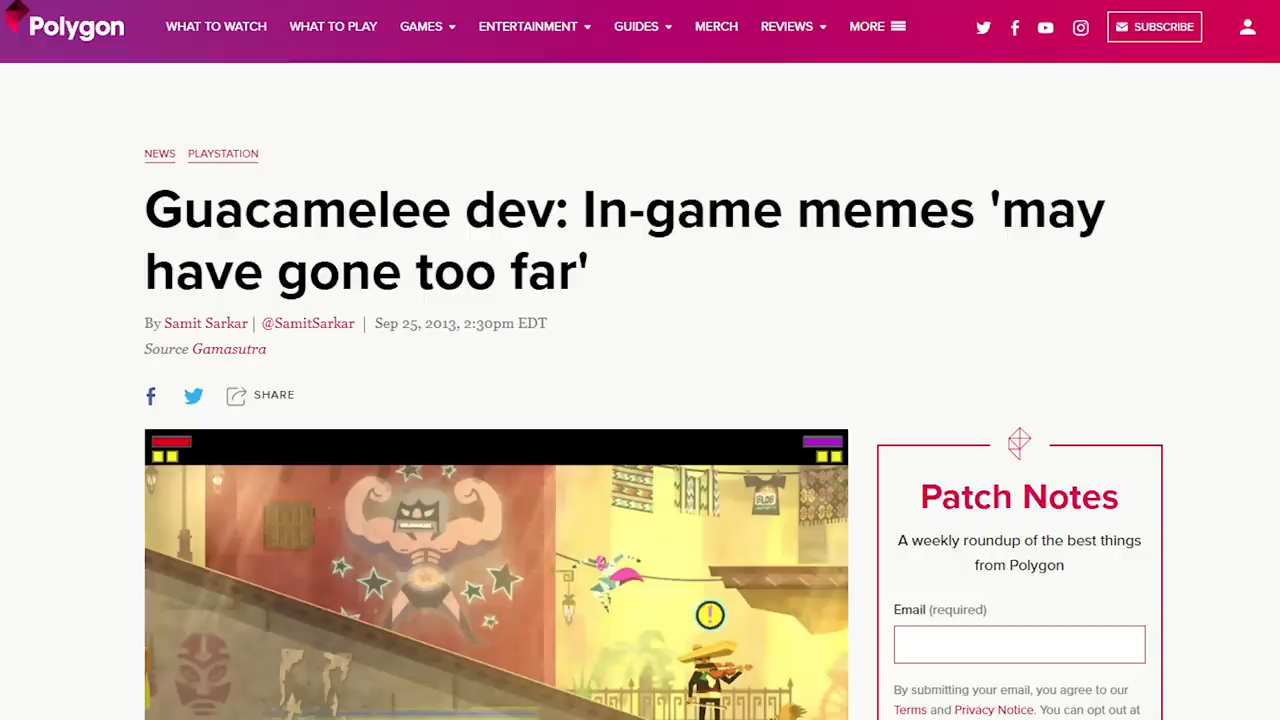 Polygon
WHAT TO WATCH
WHAT TO PLAY
GAMES
ENTERTAINMENT
GUIDES
MERCH
REVIEWS
MORE
SUBSCRIBE
NEWS PLAYSTATION
Guacamelee dev: In-game memes 'may
have gone too far'
By Samit Sarkar | @SamitSarkar | Sep 25, 2013, 2:30pm EDT
Source Gamasutra
SHARE
Patch Notes
A weekly roundup of the best things
from Polygon
Email (required)
By submitting your email, you agree to our
Terms and Privacy Notice. You can opt out at